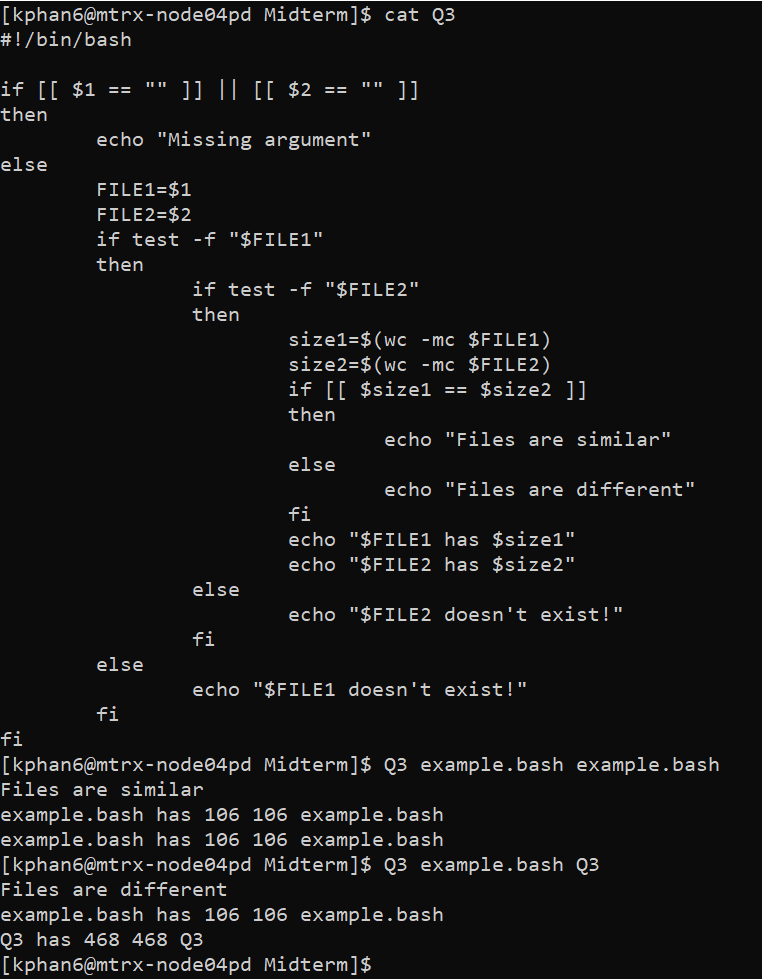 [kphan6@mtrx-node04pd Midterm]$ cat Q3
#!/bin/bash

if [[ $1 == "" ]] || [[ $2 == "" ]]
then
        echo "Missing argument"
else
        FILE1=$1
        FILE2=$2
        if test -f "$FILE1"
        then
                if test -f "$FILE2"
                then
                        size1=$(wc -mc $FILE1)
                        size2=$(wc -mc $FILE2)
                        if [[ $size1 == $size2 ]]
                        then
                                echo "Files are similar"
                        else
                                echo "Files are different"
                        fi
                        echo "$FILE1 has $size1"
                        echo "$FILE2 has $size2"
                else
                        echo "$FILE2 doesn't exist!"
                fi
        else
                echo "$FILE1 doesn't exist!"
        fi
fi
[kphan6@mtrx-node04pd Midterm]$ Q3 example.bash example.bash
Files are similar
example.bash has 106 106 example.bash
example.bash has 106 106 example.bash
[kphan6@mtrx-node04pd Midterm]$ Q3 example.bash Q3
Files are different
example.bash has 106 106 example.bash
Q3 has 468 468 Q3
[kphan6@mtrx-node04pd Midterm]$